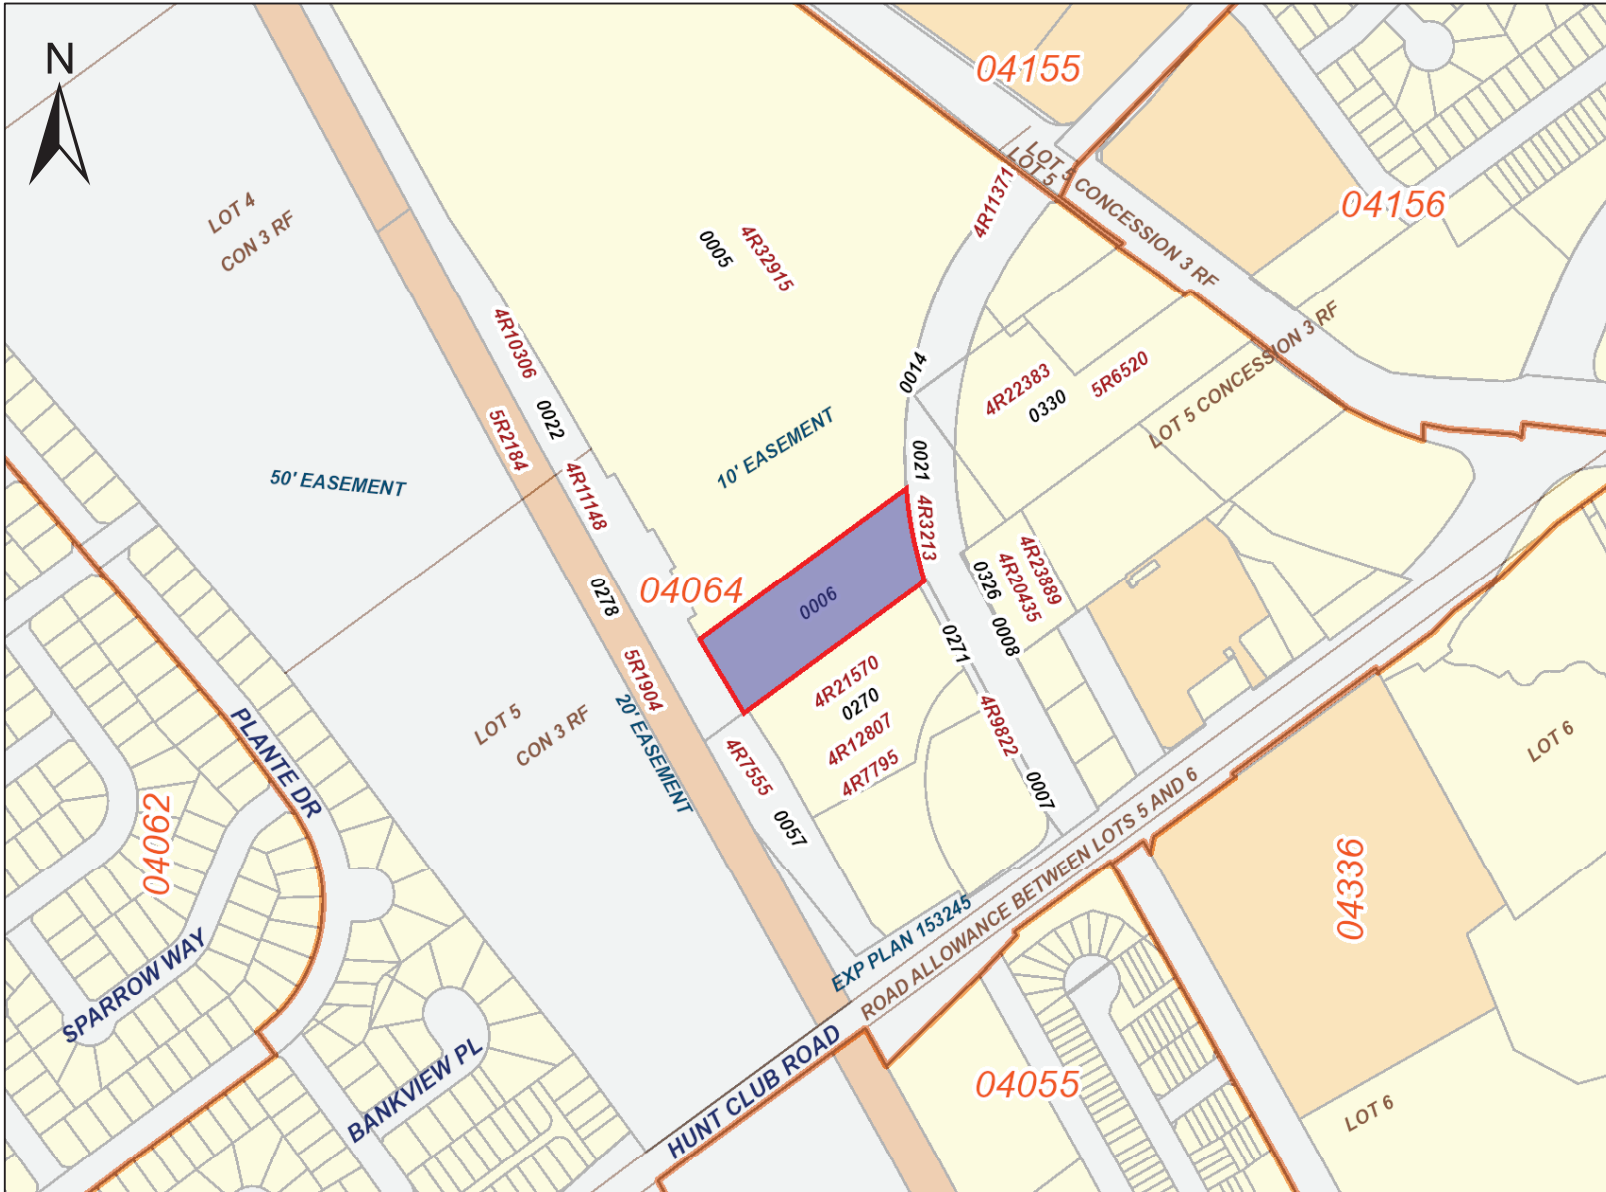 N
04155
LOT 5 CONCESSION 3 RF
LOT 5
4R11371
04156
LOT 4
CON 3 RF
0005
4R32915
4R10306
0022
5R2184
4R11148
50' EASEMENT
10' EASEMENT
0014
4R22383
0330
5R6520
LOT 5 CONCESSION 3 RF
0021
4R3213
4R23889
4R20435
0326
0008
04064
0278
0006
0271
5R1904
20' EASEMENT
4R21570
0270
4R12807
4R7795
4R9822
0007
LOT 5
CON 3 RF
4R7555
0057
PLANTE DR
04062
LOT 6
ROAD ALLOWANCE BETWEEN LOTS 5 AND 6
04336
EXP PLAN 153245
SPARROW WAY
BANKVIEW PL
HUNT CLUB ROAD
04055
LOT 6